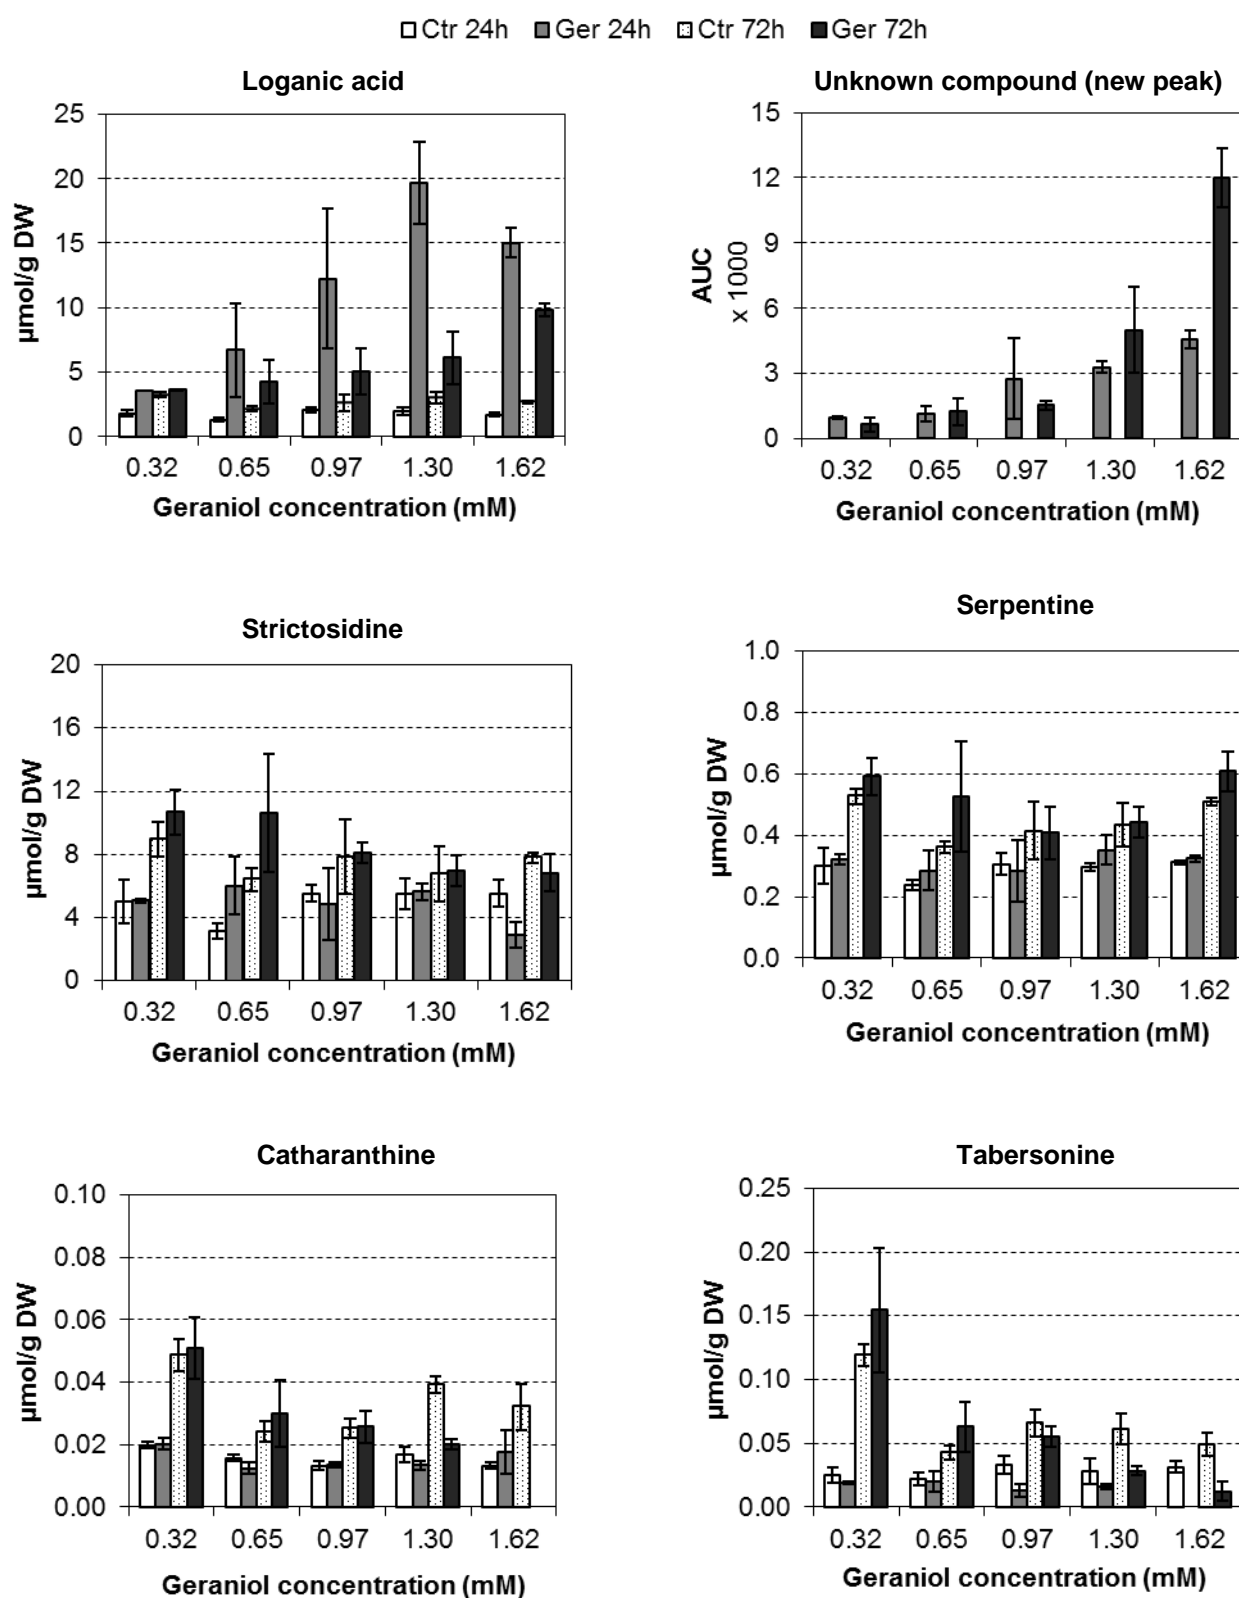 Ctr 24h Ger 24h Ctr 72h Ger 72h
Loganic acid
µmol/g DW
25
20
15
10
5
0
0.32 0.65 0.97 1.30 1.62
Geraniol concentration (mM)
Unknown compound (new peak)
AUC
x 1000
15
12
9
6
3
0
0.32 0.65 0.97 1.30 1.62
Geraniol concentration (mM)
Strictosidine
µmol/g DW
20
16
12
8
4
0
0.32 0.65 0.97 1.30 1.62
Geraniol concentration (mM)
Serpentine
µmol/g DW
1.0
0.8
0.6
0.4
0.2
0.0
0.32 0.65 0.97 1.30 1.62
Geraniol concentration (mM)
Catharanthine
µmol/g DW
0.10
0.08
0.06
0.04
0.02
0.00
0.32 0.65 0.97 1.30 1.62
Geraniol concentration (mM)
Tabersonine
µmol/g DW
0.25
0.20
0.15
0.10
0.05
0.00
0.32 0.65 0.97 1.30 1.62
Geraniol concentration (mM)